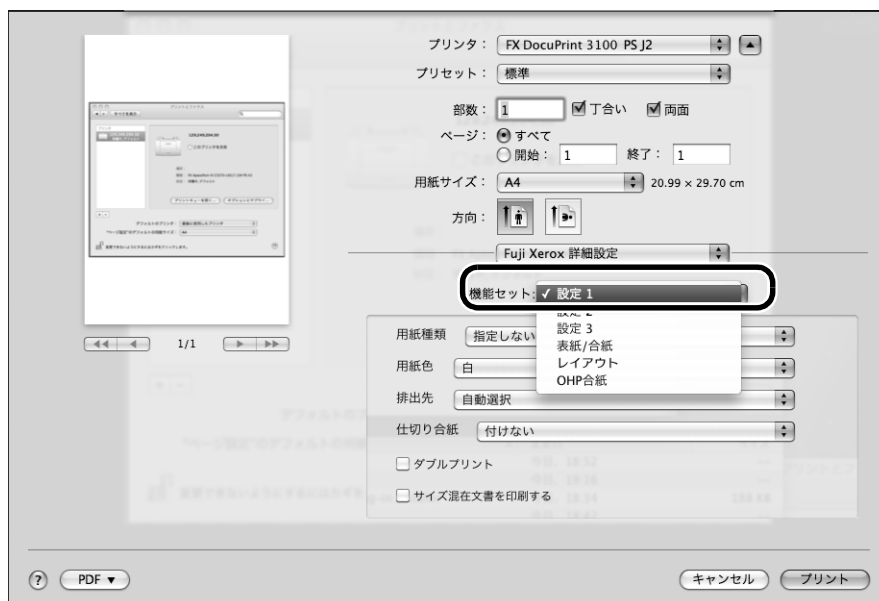 プリンタ： FX DocuPrint 3100 PS J2
プリセット： 標準
部数： 1 丁合い 両面
ページ： すべて
開始： 1 終了： 1
用紙サイズ： A4 20.99 × 29.70 cm
方向：
Fuji Xerox 詳細設定
機能セット: ✓ 設定 1
設定 2
設定 3
表紙/合紙
レイアウト
OHP合紙
用紙種類 指定しない
用紙色 白
排出先 自動選択
仕切り合紙 付けない
ダブルプリント
サイズ混在文書を印刷する
1/1
? PDF ▼ キャンセル プリント